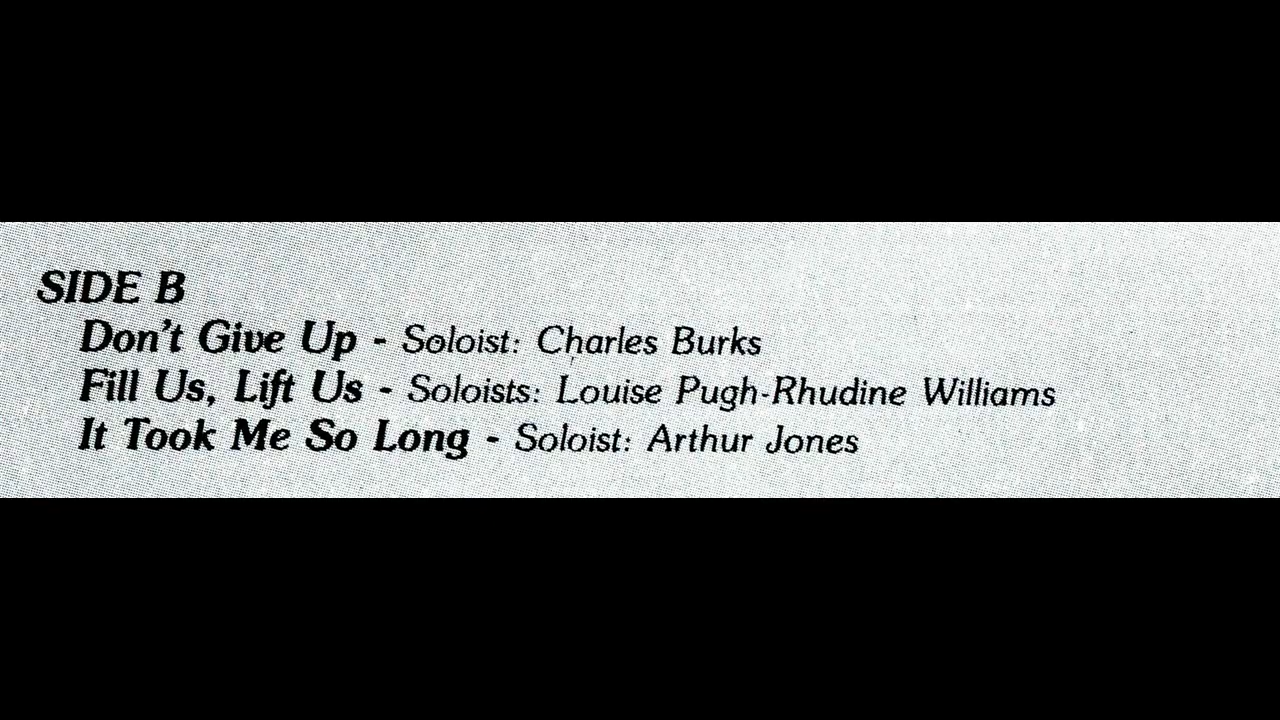 SIDE B
Don't Give Up - Soloist: Charles Burks
Fill Us, Lift Us - Soloists: Louise Pugh-Rhudine Williams
It Took Me So Long - Soloist: Arthur Jones